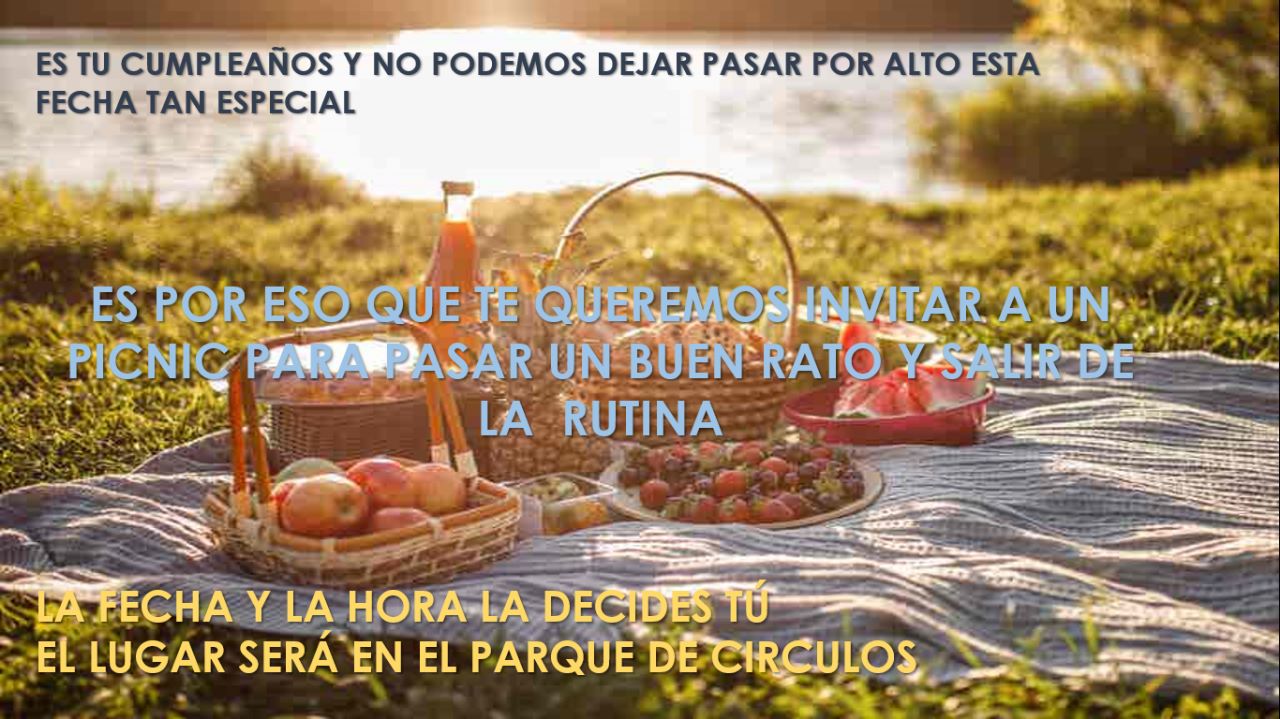 ES TU CUMPLEAÑOS Y NO PODEMOS DEJAR PASAR POR ALTO ESTA
FECHA TAN ESPECIAL
ES POR ESO QUE TE QUEREMOS INVITAR A UN
PICNIC PARA PASAR UN BUEN RATO Y SALIR DE
LA RUTINA
LA FECHA Y LA HORA LA DECIDES TÚ
EL LUGAR SERÁ EN EL PARQUE DE CIRCULOS